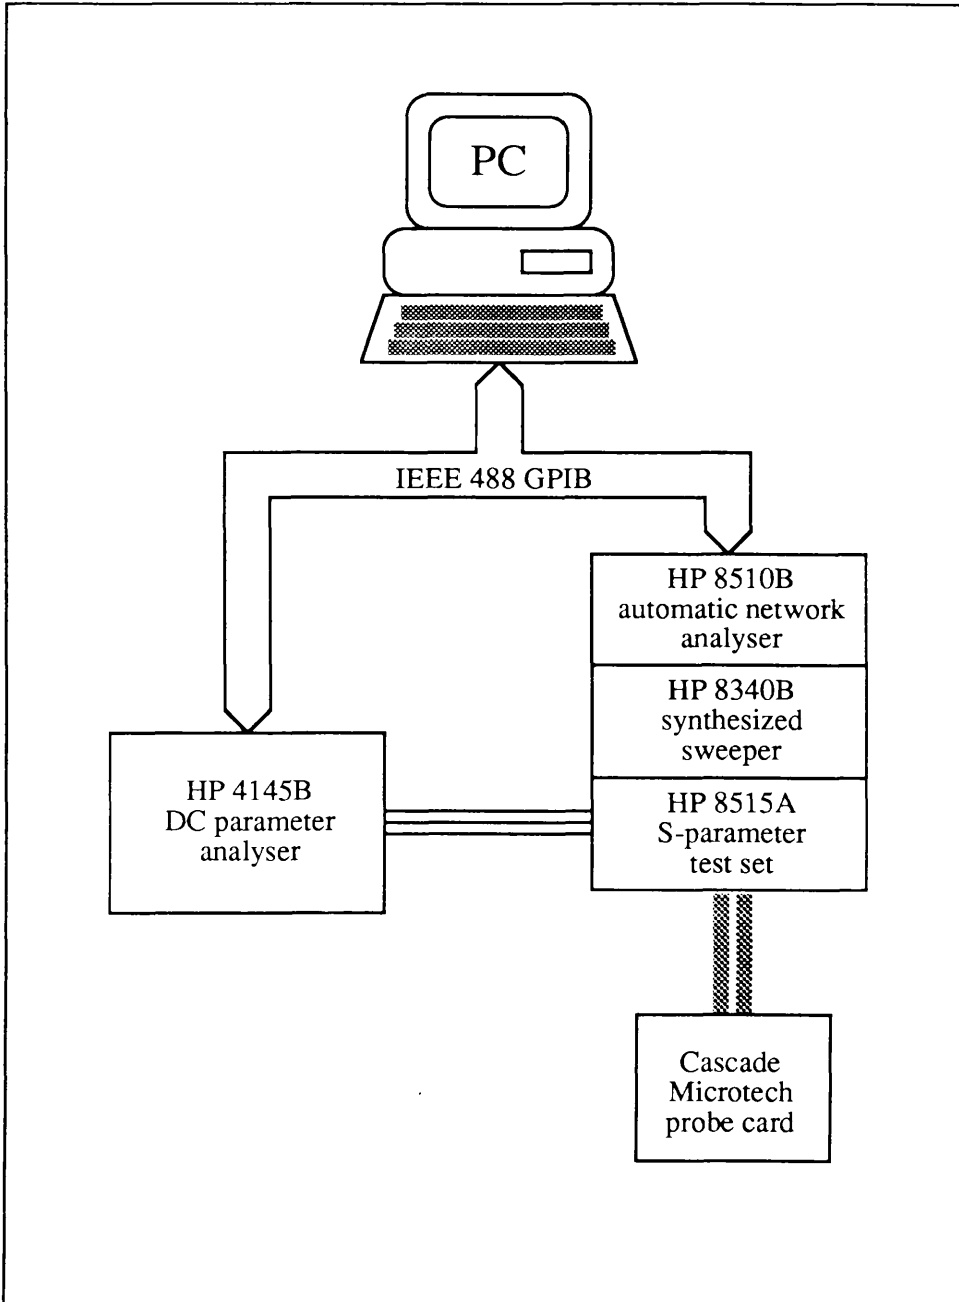 PC
IEEE 488 GPIB
HP 8510B
automatic network
analyser
HP 8340B
synthesized
sweeper
HP 4145B
DC parameter
analyser
HP 8515A
S-parameter
test set
Cascade
Microtech
probe card